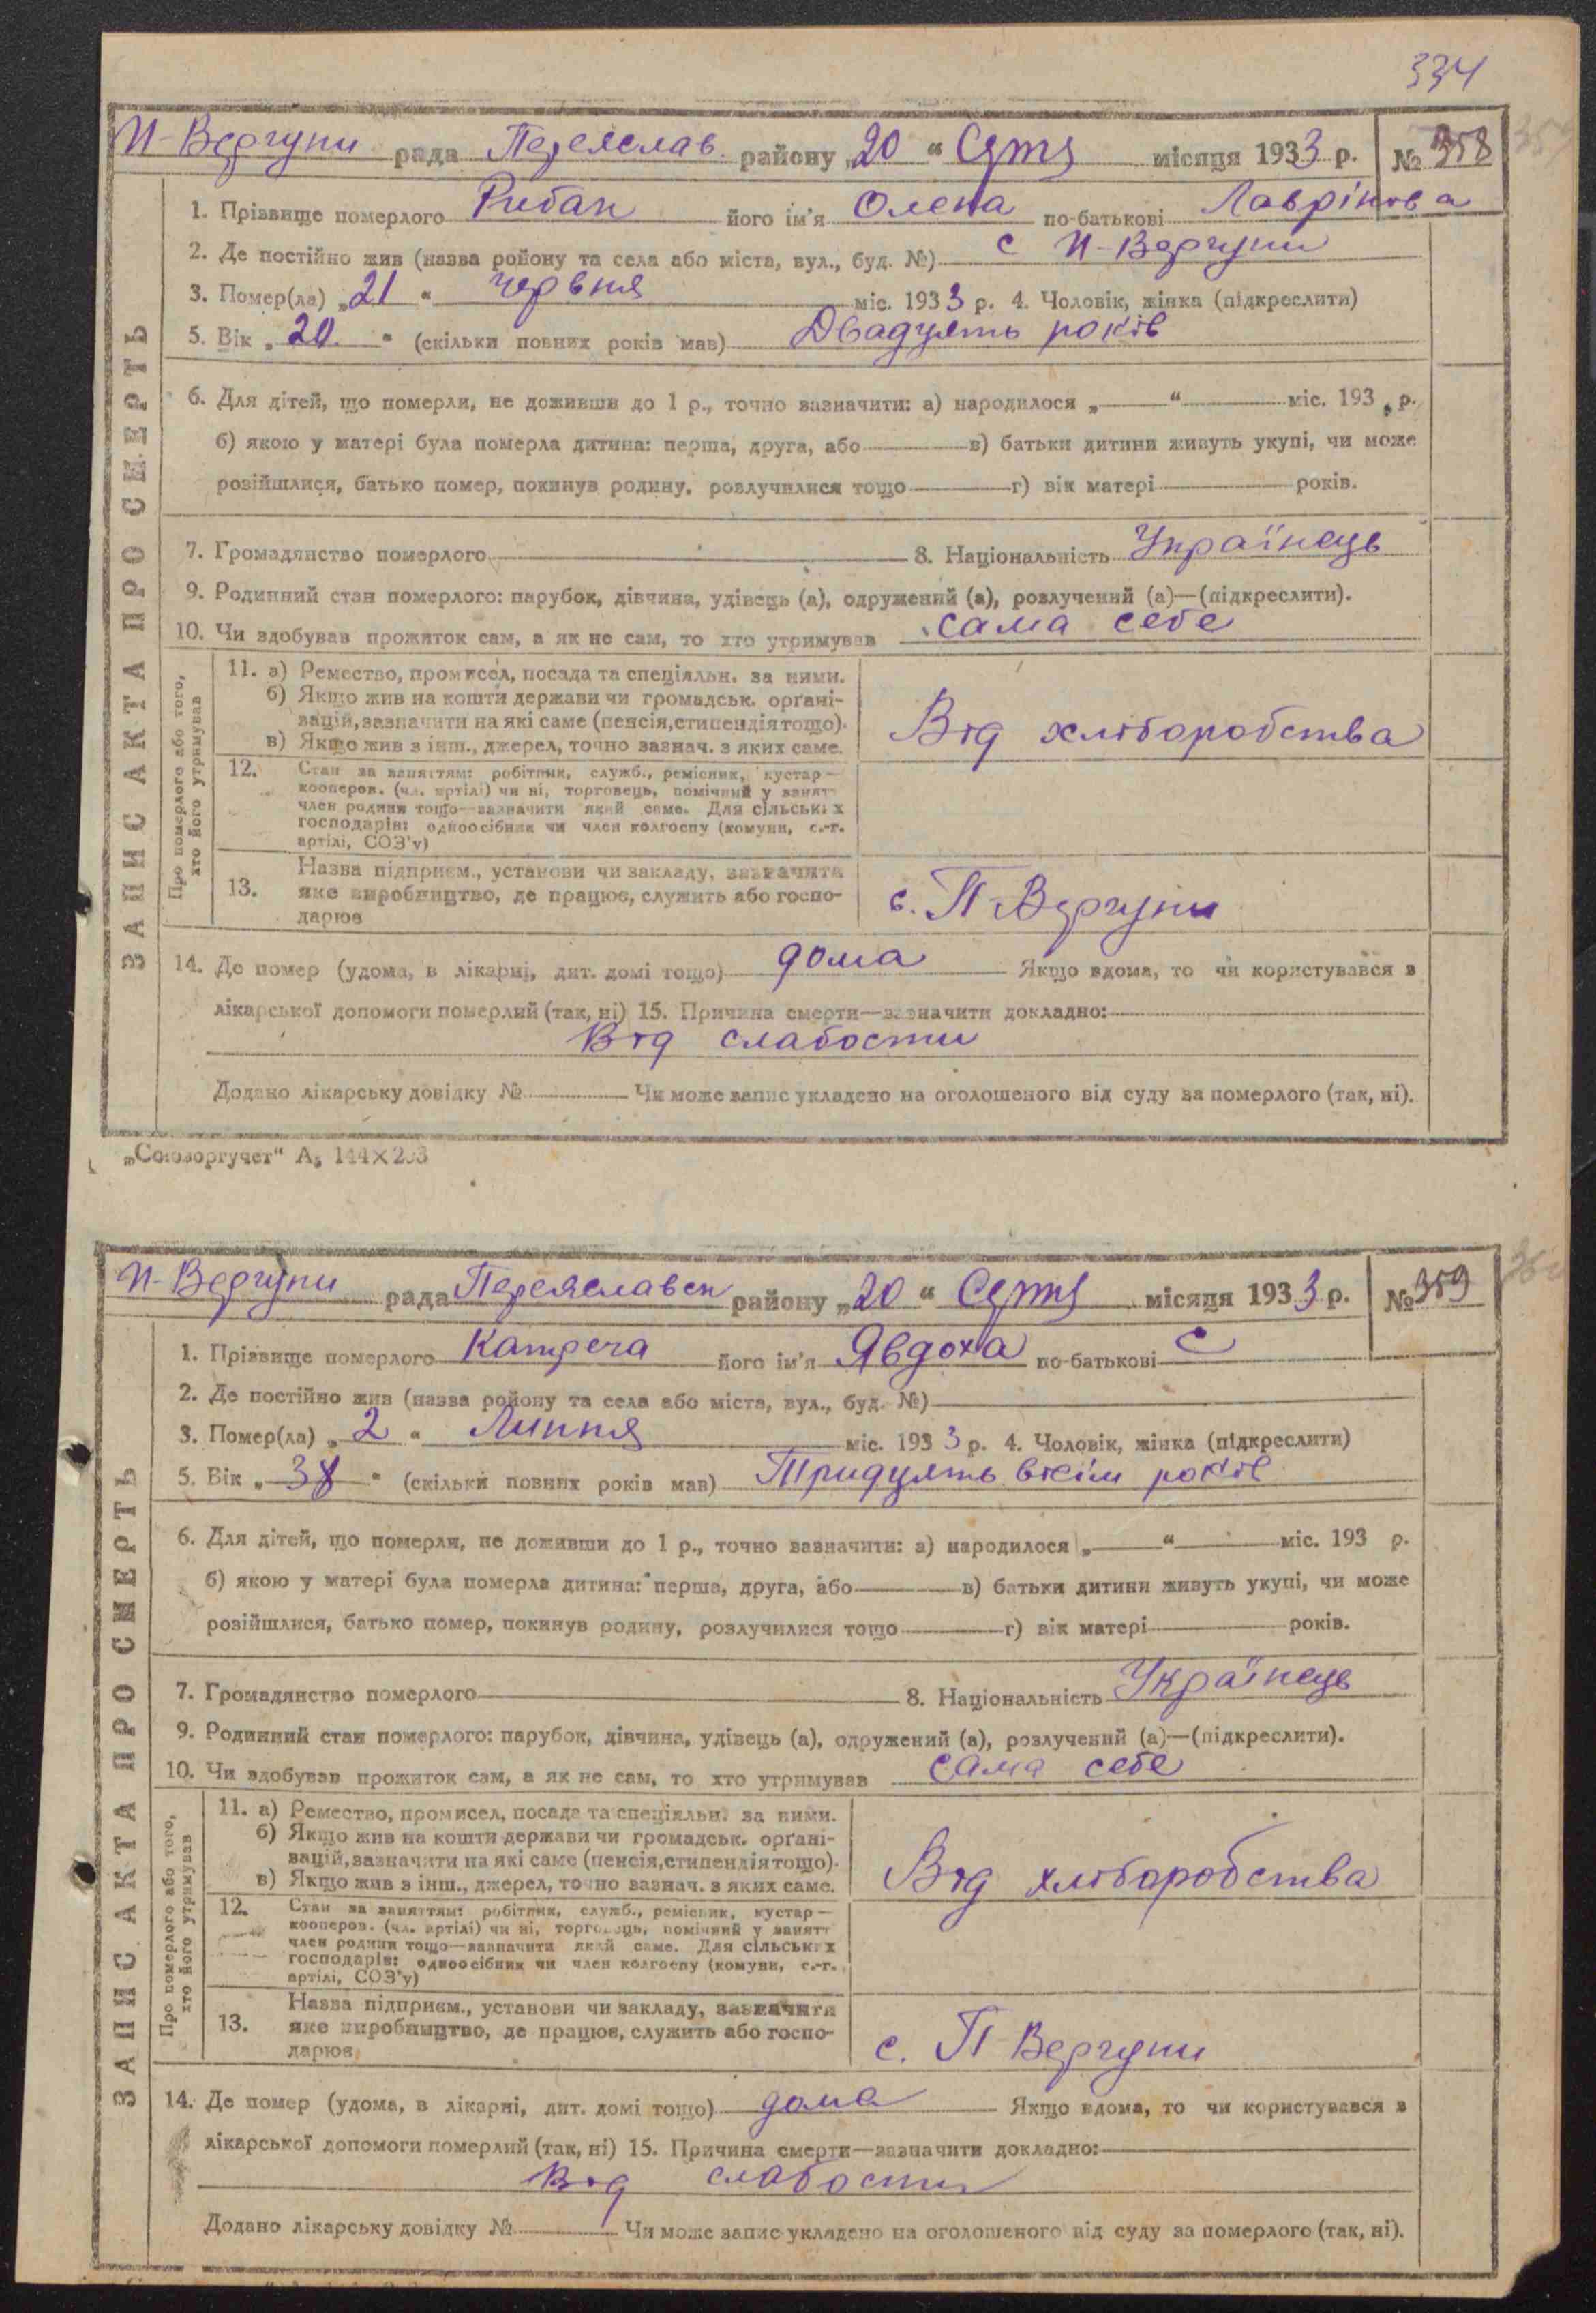 334
П-Вергуни рада Переяслав району „20 “ Серпня місяця 1933 р. № 358
1. Прізвище померлого Рибак його ім'я Олена по-батькові Лаврінова
2. Де постійно жив (назва ройону та села або міста, вул., буд. №) с П-Вергуни
3. Помер(ла) „21 “ червня міс. 1933 р. 4. Чоловік, жінка (підкреслити)
5. Вік „ 20 “ (скільки повних років мав) Двадцять років
ЗАПИС АКТА ПРО СМЕРТЬ
6. Для дітей, що померли, не доживши до 1 р., точно зазначити: а) народилося „ “ міс. 193 р.
б) якою у матері була померла дитина: перша, друга, або в) батьки дитини живуть укупі, чи може
розійшлися, батько помер, покинув родину, розлучилися тощо г) вік матері років.
7. Громадянство померлого 8. Національність Українець
9. Родинний стан померлого: парубок, дівчина, удівець (а), одружений (а), розлучений (а)—(підкреслити).
10. Чи здобував прожиток сам, а як не сам, то хто утримував сама себе
Про померлого або того, хто його утримував
11. а) Ремество, промисел, посада та спеціяльн. за ними.
б) Якщо жив на кошти держави чи громадськ. орґані-
зацій, зазначити на які саме (пенсія, стипендія тощо).
в) Якщо жив з інш., джерел, точно зазнач. з яких саме.
Від хліборобства
12. Стан за заняттям: робітник, служб., ремісник, кустар—
кооперов. (чл. артілі) чи ні, торговець, помічний у занятт
член родини тощо—зазначити який саме. Для сільських
господарів: одноосібник чи член колгоспу (комуни, с.-г.
артілі, СОЗ'у)
13. Назва підприєм., установи чи закладу, зазначити
яке виробництво, де працює, служить або госпо-
дарює
с. П-Вергуни
14. Де помер (удома, в лікарні, дит. домі тощо) дома Якщо вдома, то чи користувався в
лікарської допомоги померлий (так, ні) 15. Причина смерти—зазначити докладно:
Від слабости
Додано лікарську довідку № Чи може запис укладено на оголошеного від суду за померлого (так, ні).
„Союзоргучет“ А5 144×203
П-Вергуни рада Переяславск району „20 “ Серпня місяця 1933 р. № 359
1. Прізвище померлого Катреча його ім'я Явдоха по-батькові С
2. Де постійно жив (назва ройону та села або міста, вул., буд. №)
3. Помер(ла) „ 2 “ Липня міс. 1933 р. 4. Чоловік, жінка (підкреслити)
5. Вік „ 38 “ (скільки повних років мав) Тридцять вісім років
ЗАПИС АКТА ПРО СМЕРТЬ
6. Для дітей, що померли, не доживши до 1 р., точно зазначити: а) народилося „ “ міс. 193 р.
б) якою у матері була померла дитина: перша, друга, або в) батьки дитини живуть укупі, чи може
розійшлися, батько помер, покинув родину, розлучилися тощо г) вік матері років.
7. Громадянство померлого 8. Національність Українець
9. Родинний стан померлого: парубок, дівчина, удівець (а), одружений (а), розлучений (а)—(підкреслити).
10. Чи здобував прожиток сам, а як не сам, то хто утримував сама себе
Про померлого або того, хто його утримував
11. а) Ремество, промисел, посада та спеціяльн. за ними.
б) Якщо жив на кошти держави чи громадськ. орґані-
зацій, зазначити на які саме (пенсія, стипендія тощо).
в) Якщо жив з інш., джерел, точно зазнач. з яких саме.
Від хліборобства
12. Стан за заняттям: робітник, служб., ремісник, кустар—
кооперов. (чл. артілі) чи ні, торговець, помічний у занятт
член родини тощо—зазначити який саме. Для сільських
господарів: одноосібник чи член колгоспу (комуни, с.-г.
артілі, СОЗ'у)
13. Назва підприєм., установи чи закладу, зазначити
яке виробництво, де працює, служить або госпо-
дарює
с. П Вергуни
14. Де помер (удома, в лікарні, дит. домі тощо) дома Якщо вдома, то чи користувався в
лікарської допомоги померлий (так, ні) 15. Причина смерти—зазначити докладно:
Від слабости
Додано лікарську довідку № Чи може запис укладено на оголошеного від суду за померлого (так, ні).